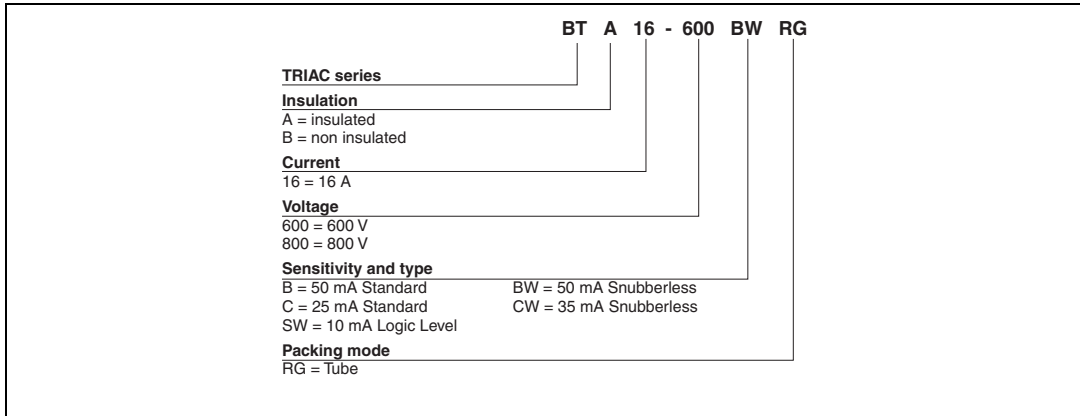 BT A 16 - 600 BW RG
TRIAC series
Insulation
A = insulated
B = non insulated
Current
16 = 16 A
Voltage
600 = 600 V
800 = 800 V
Sensitivity and type
B = 50 mA Standard BW = 50 mA Snubberless
C = 25 mA Standard CW = 35 mA Snubberless
SW = 10 mA Logic Level
Packing mode
RG = Tube